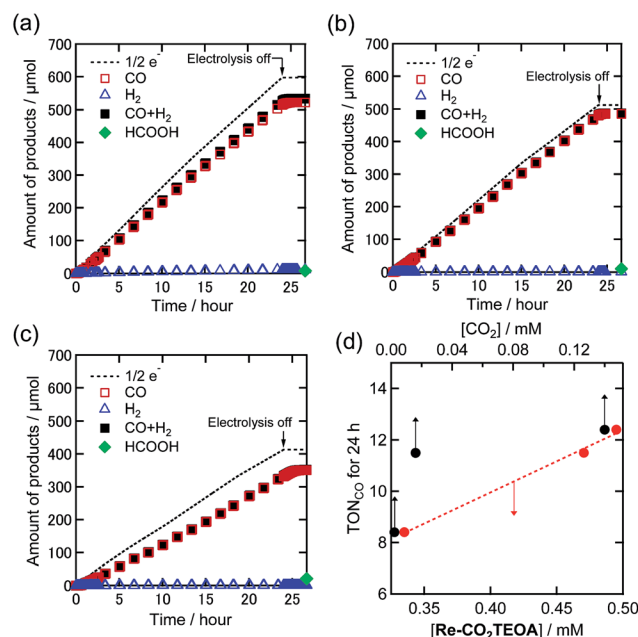 (a)
700
600
500
400
300
200
100
0
Amount of products / µmol
0 5 10 15 20 25
Time / hour
Electrolysis off
1/2 e⁻
CO
H₂
CO+H₂
HCOOH
(b)
700
600
500
400
300
200
100
0
Amount of products / µmol
0 5 10 15 20 25
Time / hour
Electrolysis off
1/2 e⁻
CO
H₂
CO+H₂
HCOOH
(c)
700
600
500
400
300
200
100
0
Amount of products / µmol
0 5 10 15 20 25
Time / hour
Electrolysis off
1/2 e⁻
CO
H₂
CO+H₂
HCOOH
[CO₂] / mM
0.00 0.04 0.08 0.12
(d)
14
12
10
8
6
TON_CO for 24 h
0.35 0.40 0.45 0.50
[Re-CO₂TEOA] / mM